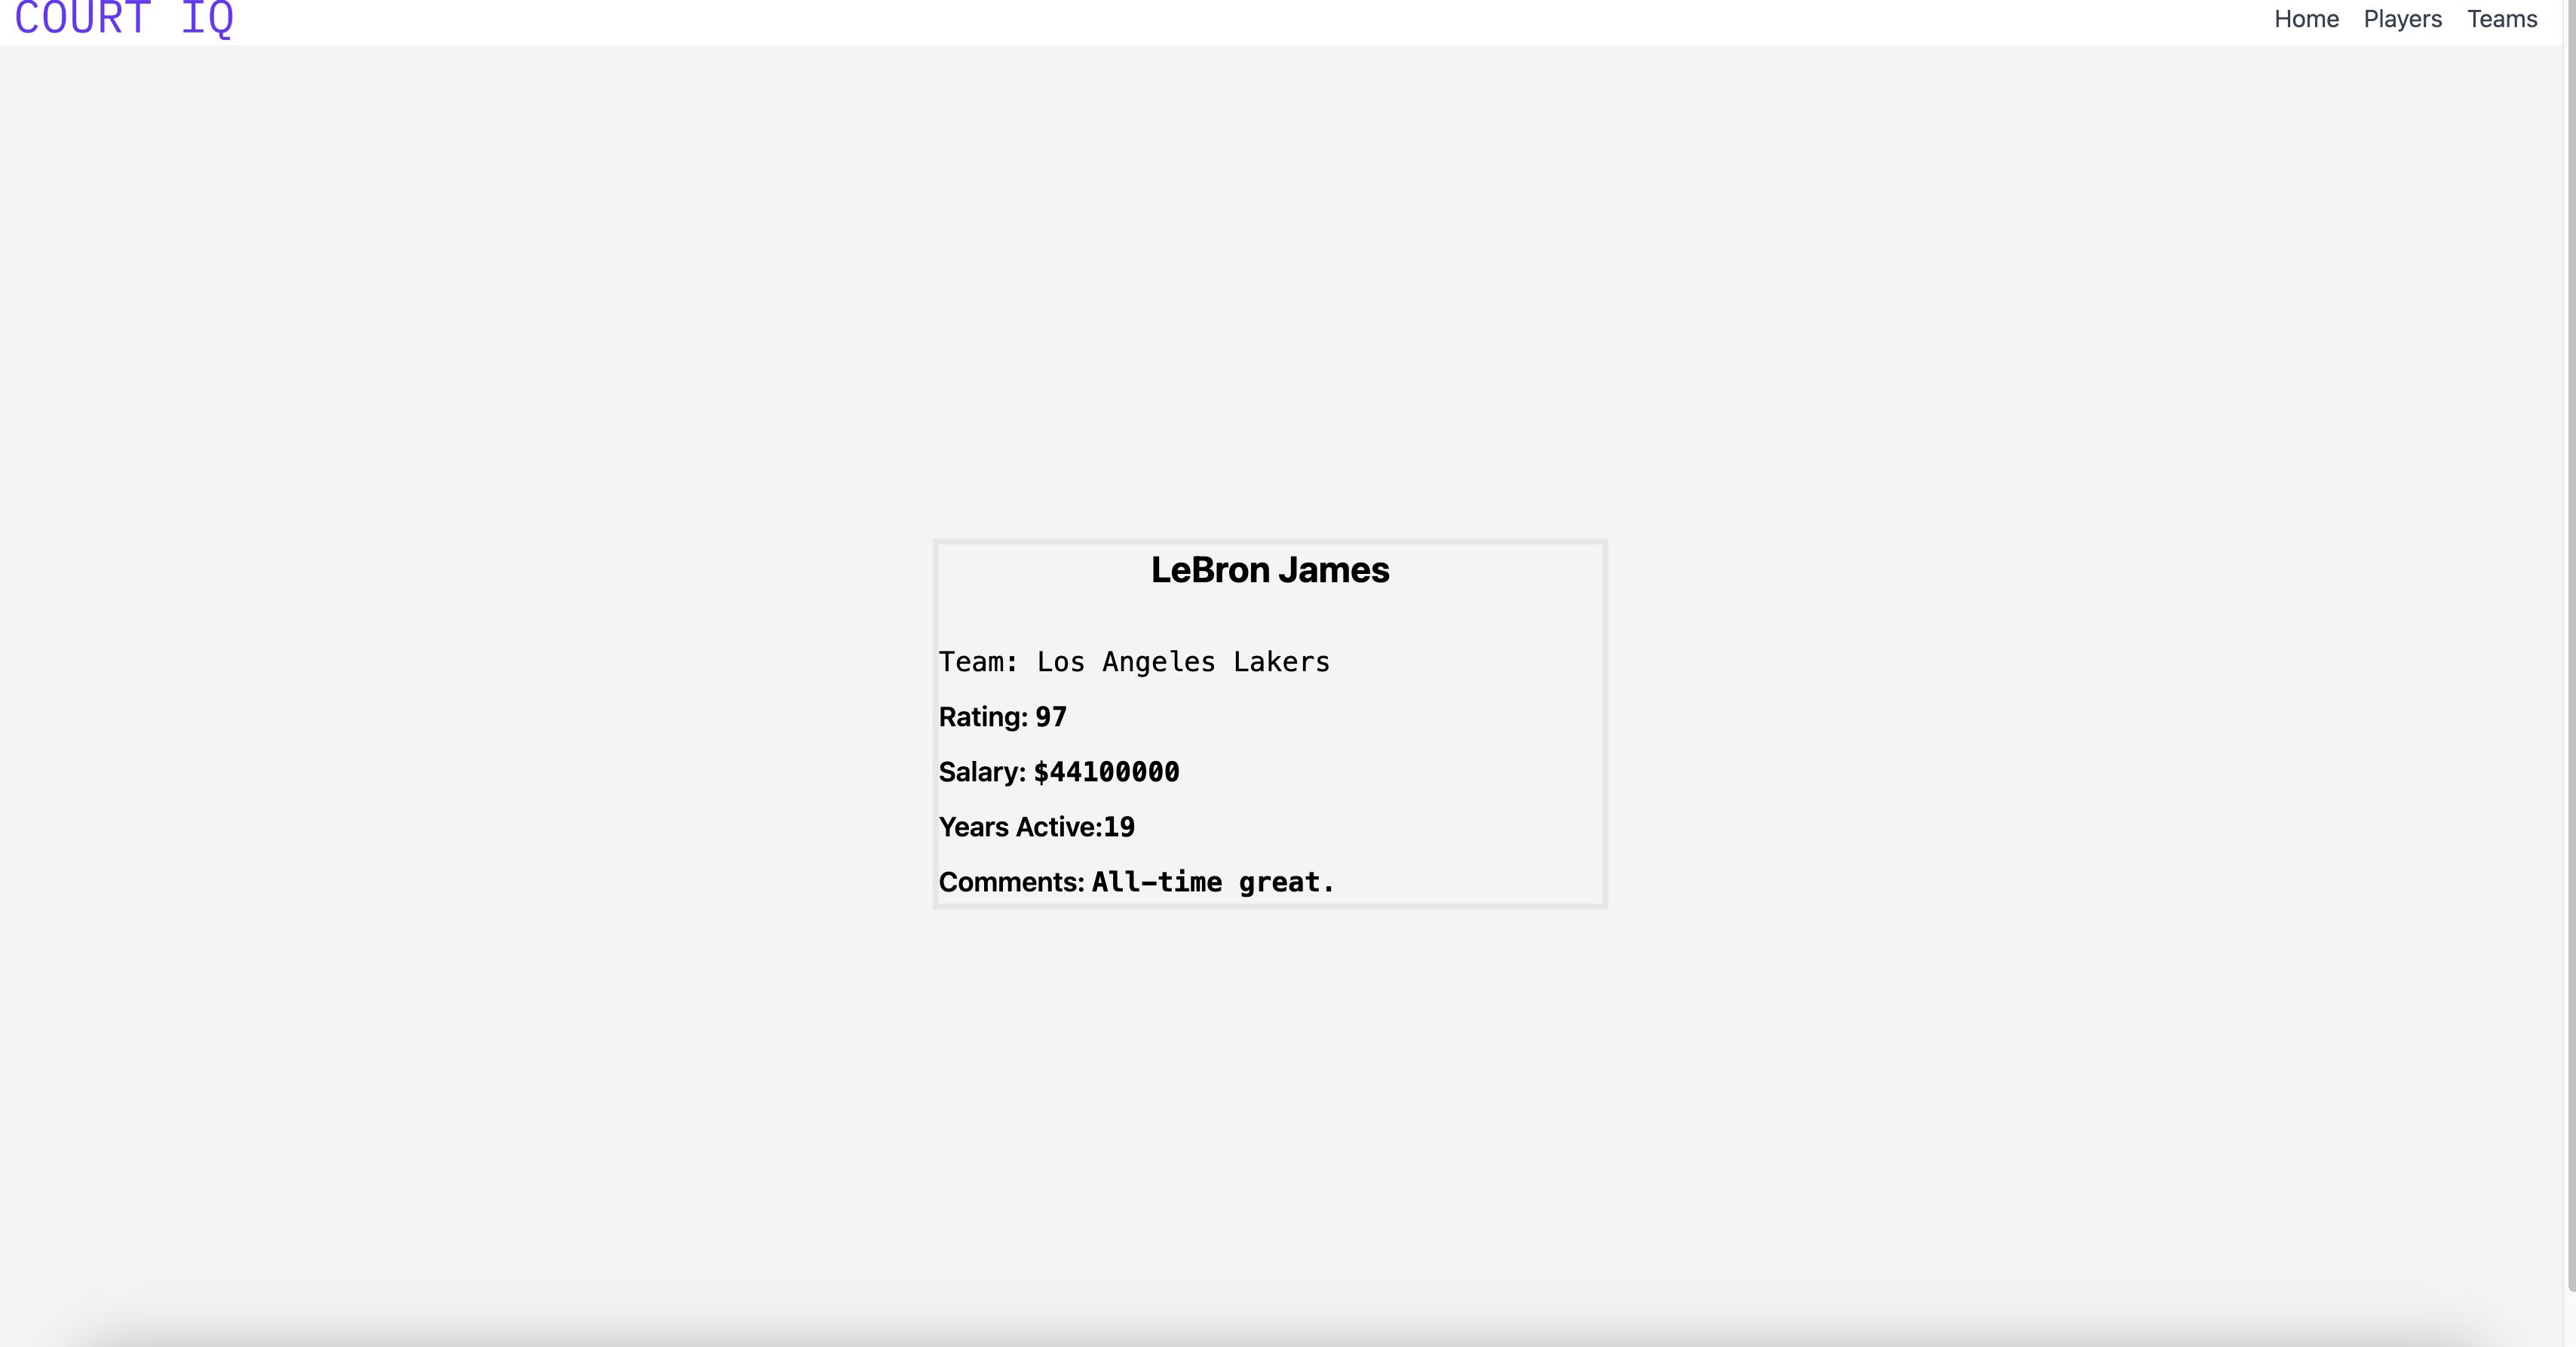 COURT IQ
Home Players Teams
LeBron James
Team: Los Angeles Lakers
Rating: 97
Salary: $44100000
Years Active:19
Comments: All-time great.